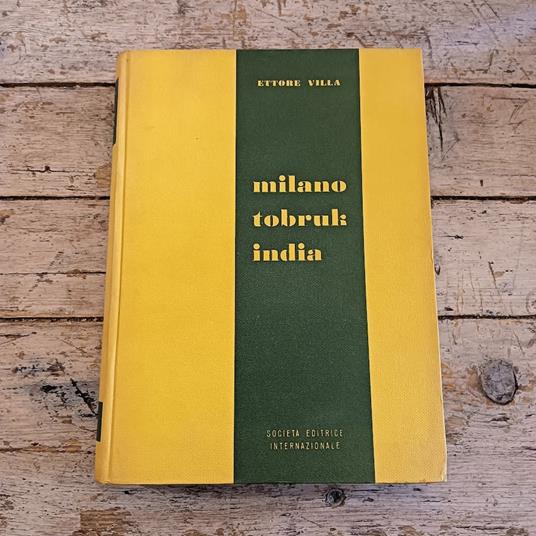 ETTORE VILLA
milano
tobruk
india
SOCIETA EDITRICE
INTERNAZIONALE